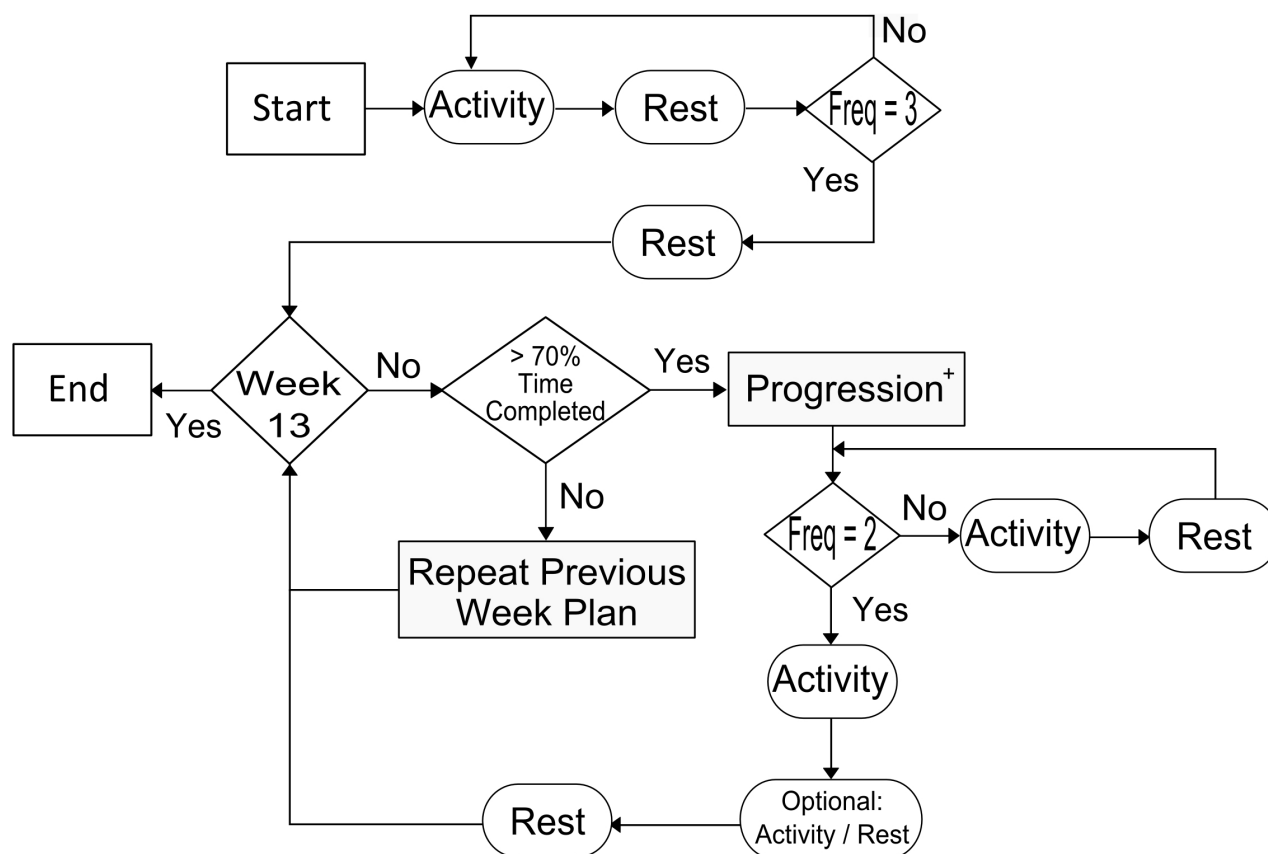 No
Start
Activity
Rest
Freq = 3
Yes
Rest
End
Yes
Week
13
No
> 70%
Time
Completed
Yes
Progression+
No
Repeat Previous
Week Plan
Freq = 2
No
Activity
Rest
Yes
Activity
Optional:
Activity / Rest
Rest